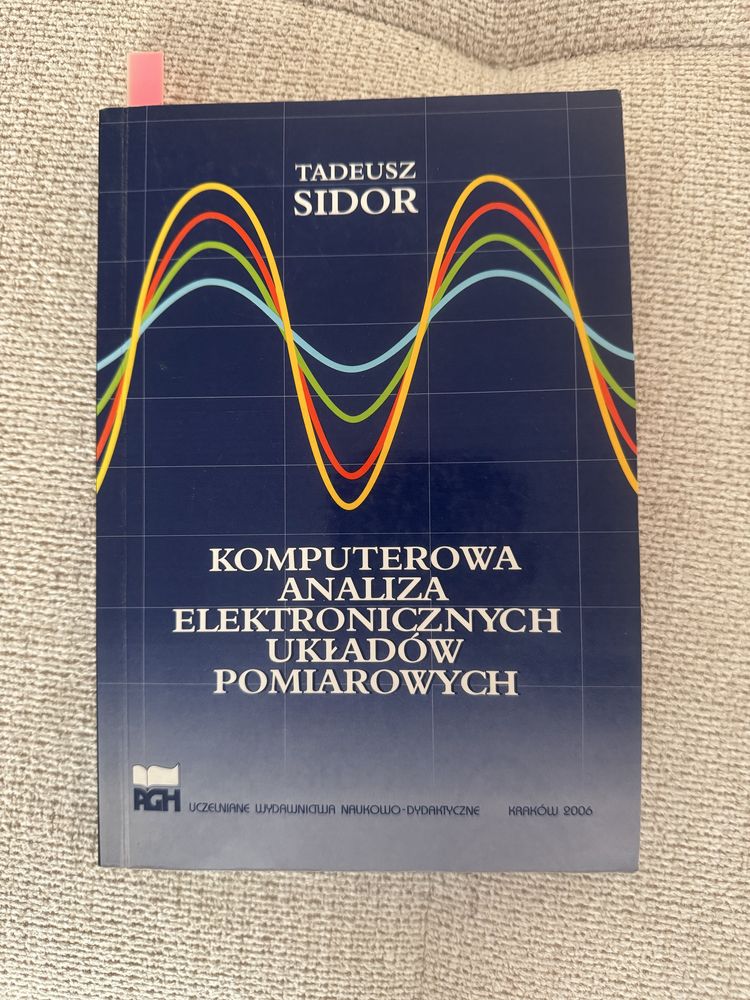 TADEUSZ
SIDOR
KOMPUTEROWA
ANALIZA
ELEKTRONICZNYCH
UKŁADÓW
POMIAROWYCH
AGH
UCZELNIANE WYDAWNICTWA NAUKOWO-DYDAKTYCZNE KRAKÓW 2006